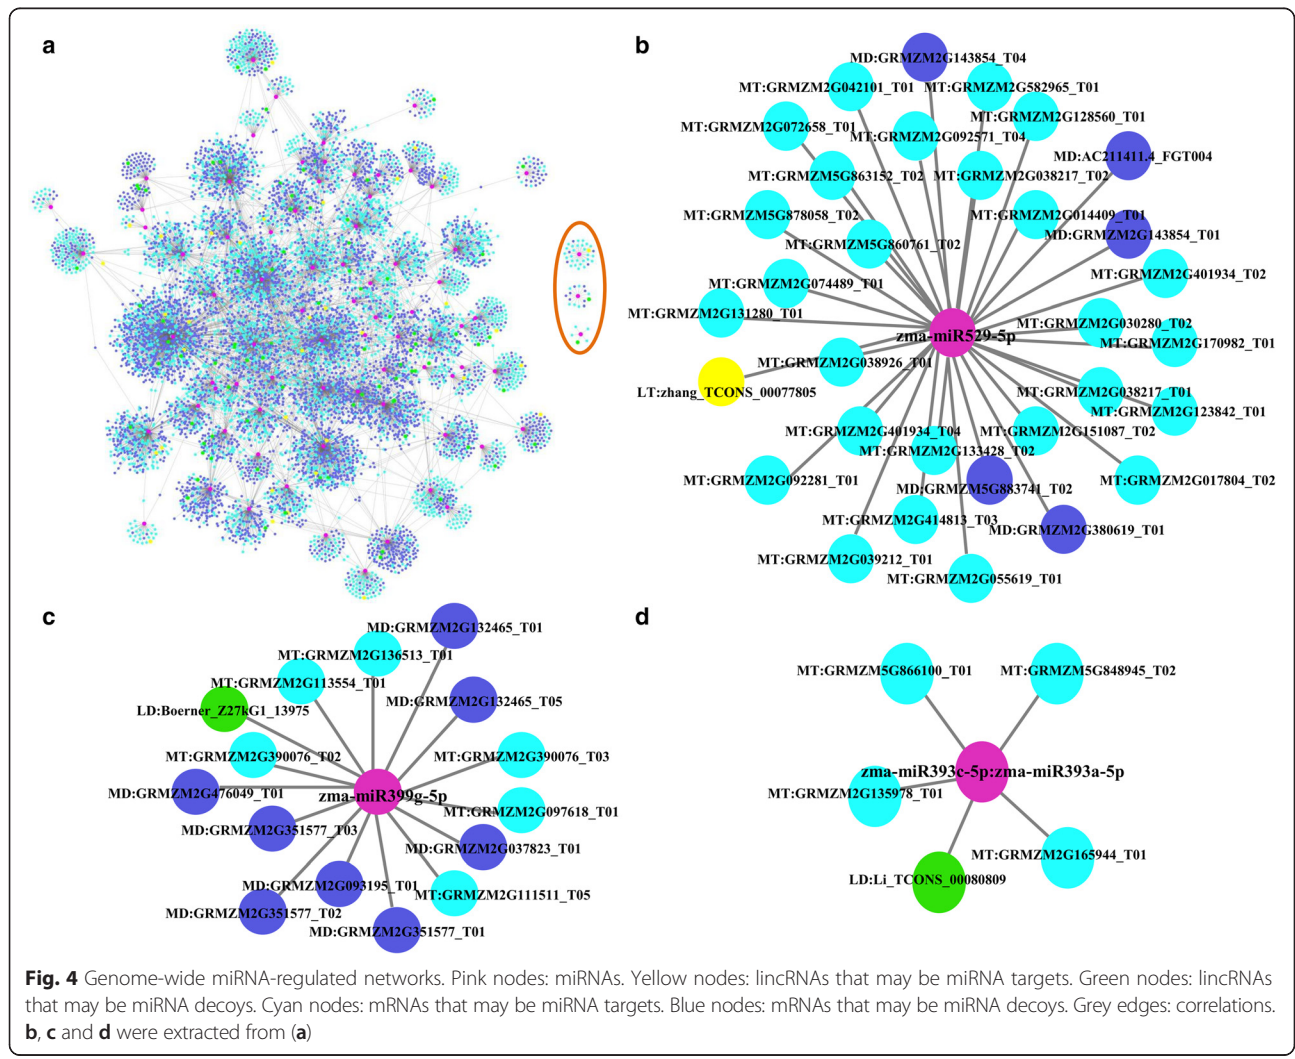 a
b
MD:GRMZM2G143854_T04
MT:GRMZM2G042101_T01
MT:GRMZM2G582965_T01
MT:GRMZM2G128560_T01
MT:GRMZM2G072658_T01
MT:GRMZM2G092571_T04
MD:AC211411.4_FGT004
MT:GRMZM5G863152_T02
MT:GRMZM2G038217_T02
MT:GRMZM5G878058_T02
MT:GRMZM2G014409_T01
MD:GRMZM2G143854_T01
MT:GRMZM5G860761_T02
MT:GRMZM2G401934_T02
MT:GRMZM2G074489_T01
MT:GRMZM2G131280_T01
MT:GRMZM2G030280_T02
zma-miR529-5p
MT:GRMZM2G170982_T01
MT:GRMZM2G038926_T01
LT:zhang_TCONS_00077805
MT:GRMZM2G038217_T01
MT:GRMZM2G123842_T01
MT:GRMZM2G401934_T04
MT:GRMZM2G151087_T02
MT:GRMZM2G133428_T02
MT:GRMZM2G092281_T01
MD:GRMZM5G883741_T02
MT:GRMZM2G017804_T02
MT:GRMZM2G414813_T03
MD:GRMZM2G380619_T01
MT:GRMZM2G039212_T01
MT:GRMZM2G055619_T01
c
MD:GRMZM2G132465_T01
MT:GRMZM2G136513_T01
MT:GRMZM2G113554_T01
MD:GRMZM2G132465_T05
LD:Boerner_Z27kG1_13975
MT:GRMZM2G390076_T02
MT:GRMZM2G390076_T03
MD:GRMZM2G476049_T01
zma-miR399g-5p
MT:GRMZM2G097618_T01
MD:GRMZM2G351577_T03
MD:GRMZM2G037823_T01
MD:GRMZM2G093195_T01
MT:GRMZM2G111511_T05
MD:GRMZM2G351577_T02
MD:GRMZM2G351577_T01
d
MT:GRMZM5G866100_T01
MT:GRMZM5G848945_T02
zma-miR393c-5p:zma-miR393a-5p
MT:GRMZM2G135978_T01
MT:GRMZM2G165944_T01
LD:Li_TCONS_00080809
Fig. 4 Genome-wide miRNA-regulated networks. Pink nodes: miRNAs. Yellow nodes: lincRNAs that may be miRNA targets. Green nodes: lincRNAs
that may be miRNA decoys. Cyan nodes: mRNAs that may be miRNA targets. Blue nodes: mRNAs that may be miRNA decoys. Grey edges: correlations.
b, c and d were extracted from (a)